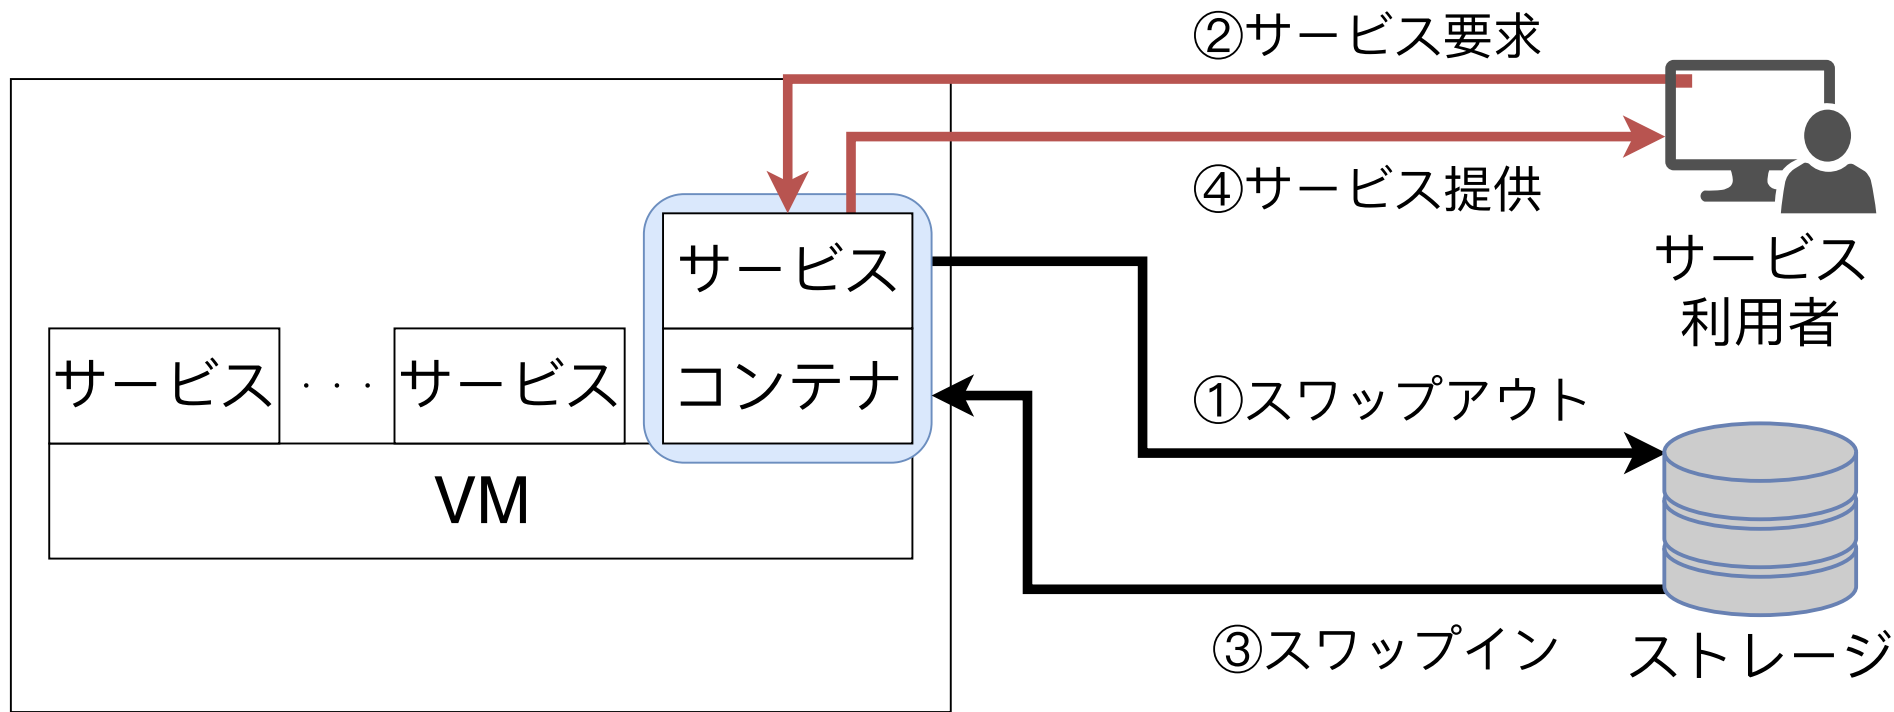 ②サービス要求
④サービス提供
サービス
利用者
サービス
コンテナ
サービス
・・・
サービス
VM
①スワップアウト
③スワップイン
ストレージ